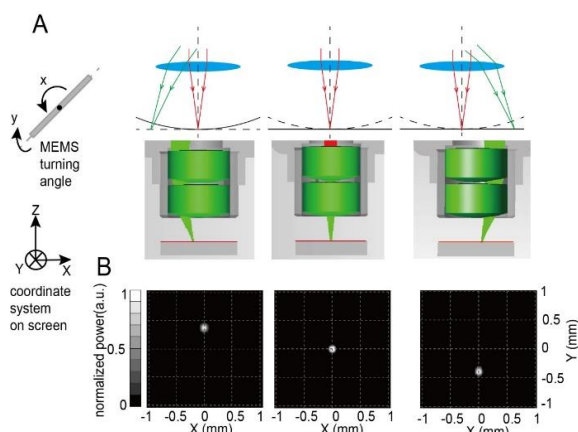 A
x
y
MEMS
turning
angle
Z
Y
X
coordinate
system
on screen
B
normalized power(a.u.)
1
0.5
0
-1
-0.5
0
0.5
1
X (mm)
-1
-0.5
0
0.5
1
X (mm)
-1
-0.5
0
0.5
1
X (mm)
1
0.5
0
-0.5
-1
Y (mm)